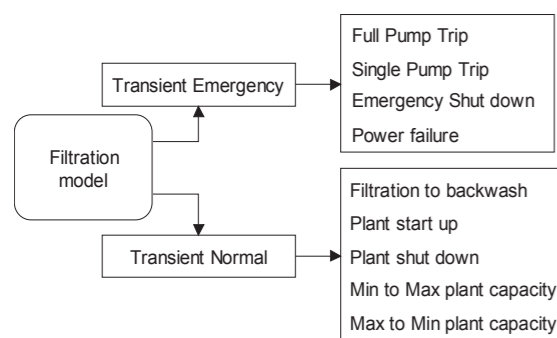 Filtration
model
Transient Emergency
Full Pump Trip
Single Pump Trip
Emergency Shut down
Power failure
Transient Normal
Filtration to backwash
Plant start up
Plant shut down
Min to Max plant capacity
Max to Min plant capacity